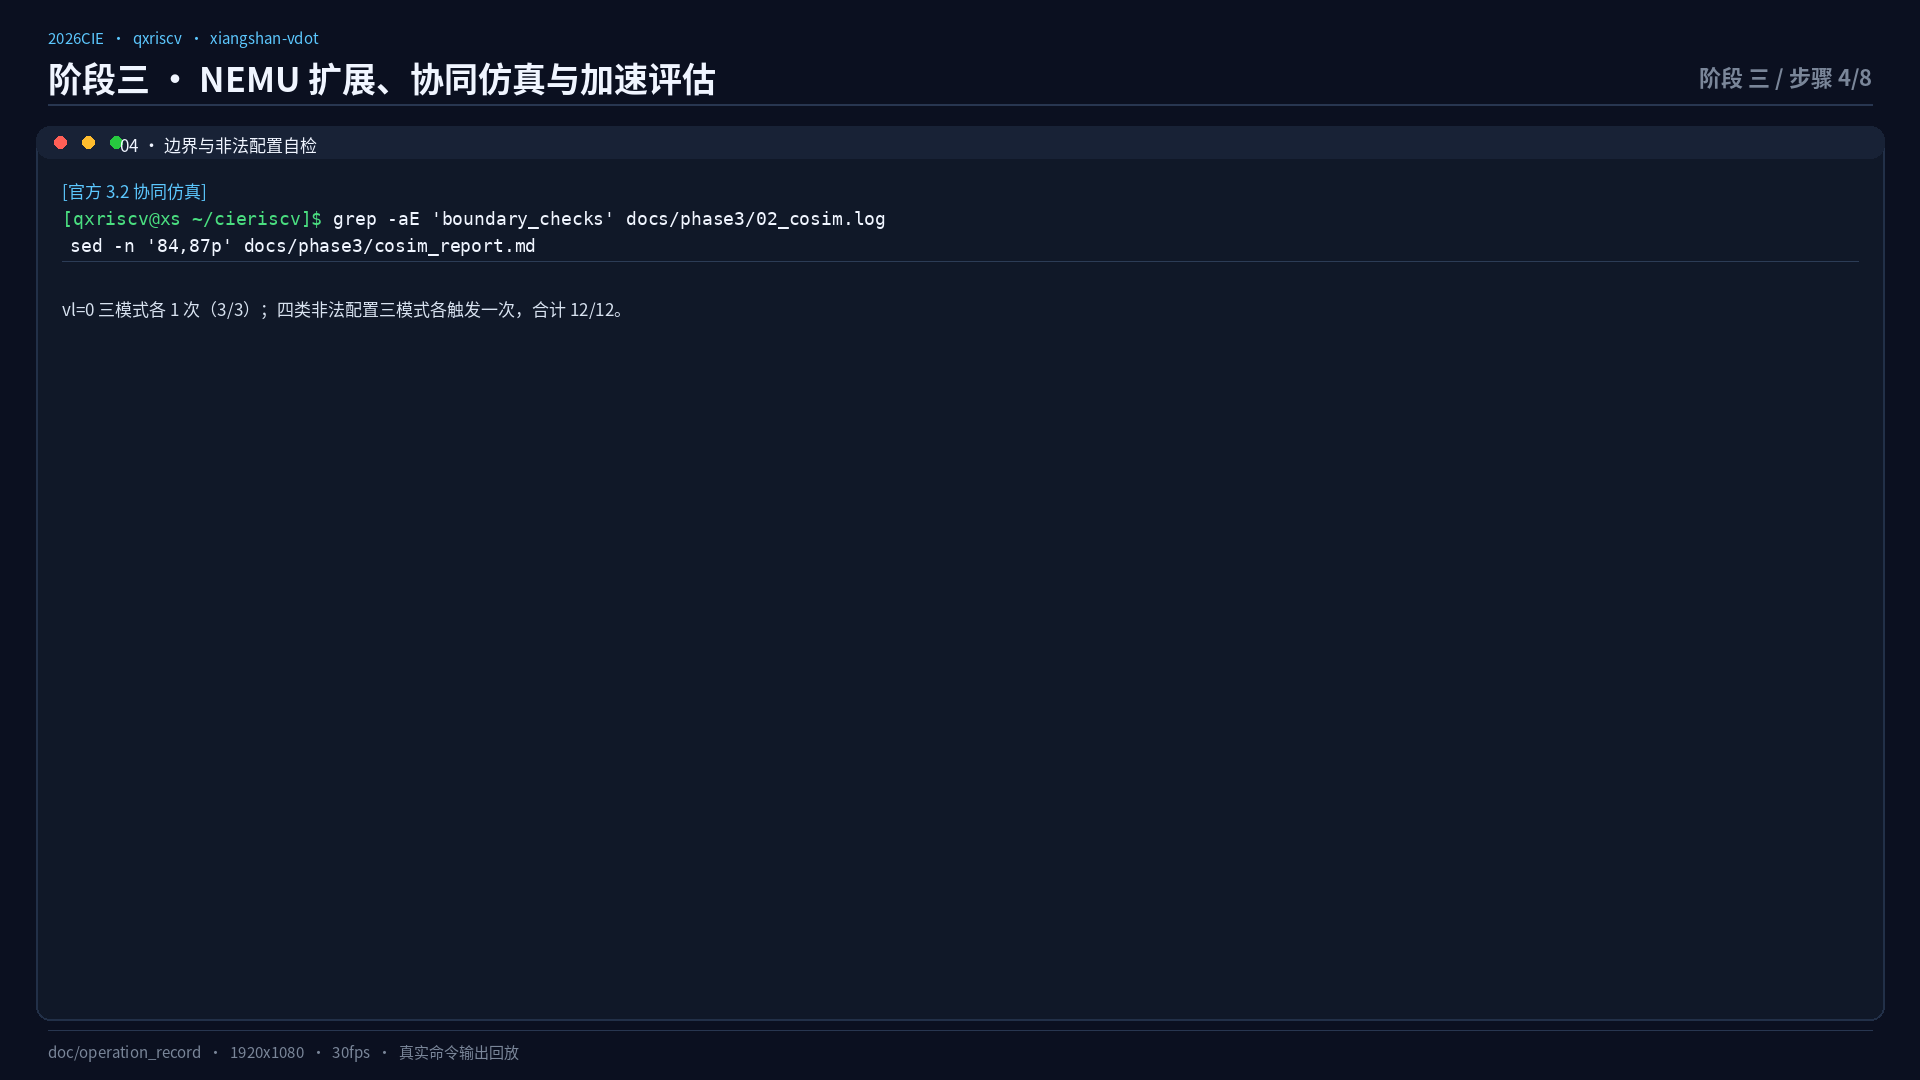 2026CIE · qxriscv · xiangshan-vdot
阶段三 · NEMU 扩展、协同仿真与加速评估
阶段 三 / 步骤 4/8
04 · 边界与非法配置自检
[官方 3.2 协同仿真]
[qxriscv@xs ~/cieriscv]$ grep -aE 'boundary_checks' docs/phase3/02_cosim.log
sed -n '84,87p' docs/phase3/cosim_report.md
vl=0 三模式各 1 次（3/3）；四类非法配置三模式各触发一次，合计 12/12。
doc/operation_record · 1920x1080 · 30fps · 真实命令输出回放